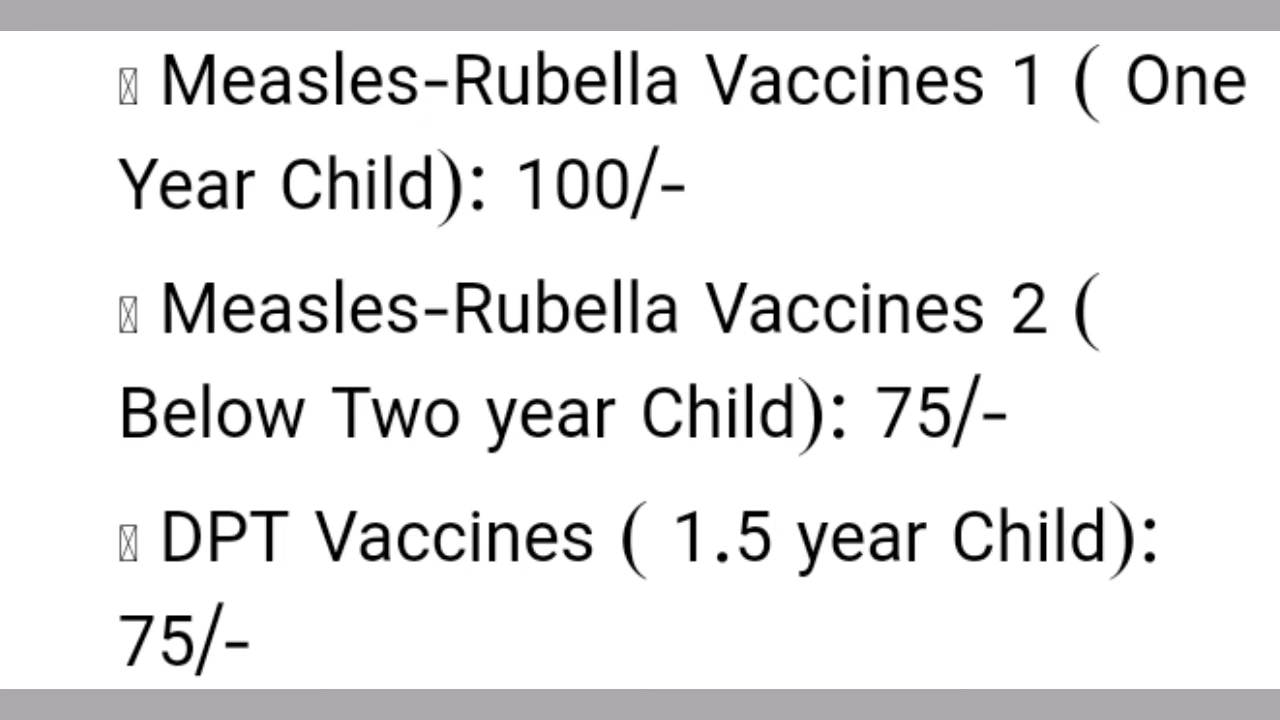 Measles-Rubella Vaccines 1 ( One
Year Child): 100/-
Measles-Rubella Vaccines 2 (
Below Two year Child): 75/-
DPT Vaccines ( 1.5 year Child):
75/-